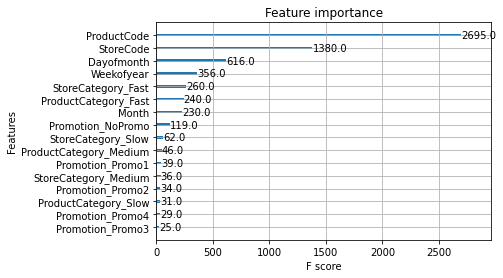 Feature importance
ProductCode 2695.0
StoreCode 1380.0
Dayofmonth 616.0
Weekofyear 356.0
StoreCategory_Fast 260.0
ProductCategory_Fast 240.0
Month 230.0
Promotion_NoPromo 119.0
StoreCategory_Slow 62.0
ProductCategory_Medium 46.0
Promotion_Promo1 39.0
StoreCategory_Medium 36.0
Promotion_Promo2 34.0
ProductCategory_Slow 31.0
Promotion_Promo4 29.0
Promotion_Promo3 25.0
Features
0 500 1000 1500 2000 2500
F score